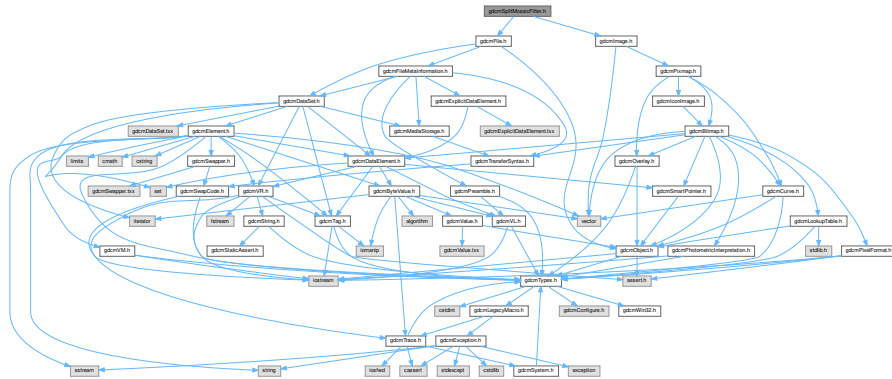 gdcmSplitMosaicFilter.h
gdcmFile.h
gdcmImage.h
gdcmFileMetaInformation.h
gdcmPixmap.h
gdcmDataSet.h
gdcmExplicitDataElement.h
gdcmIconImage.h
gdcmDataSet.txx
gdcmElement.h
gdcmMediaStorage.h
gdcmExplicitDataElement.txx
gdcmBitmap.h
limits
cmath
cstring
gdcmSwapper.h
gdcmDataElement.h
gdcmTransferSyntax.h
gdcmOverlay.h
gdcmSwapper.txx
set
gdcmSwapCode.h
gdcmVR.h
gdcmByteValue.h
gdcmPreamble.h
gdcmSmartPointer.h
gdcmCurve.h
iterator
fstream
gdcmString.h
gdcmTag.h
algorithm
gdcmValue.h
gdcmVL.h
vector
gdcmLookupTable.h
gdcmVM.h
gdcmStaticAssert.h
iomanip
gdcmValue.txx
gdcmObject.h
gdcmPhotometricInterpretation.h
stdlib.h
gdcmPixelFormat.h
iostream
gdcmTypes.h
assert.h
cstdint
gdcmLegacyMacro.h
gdcmConfigure.h
gdcmWin32.h
gdcmTrace.h
gdcmException.h
sstream
string
iosfwd
cassert
stdexcept
cstdlib
gdcmSystem.h
exception